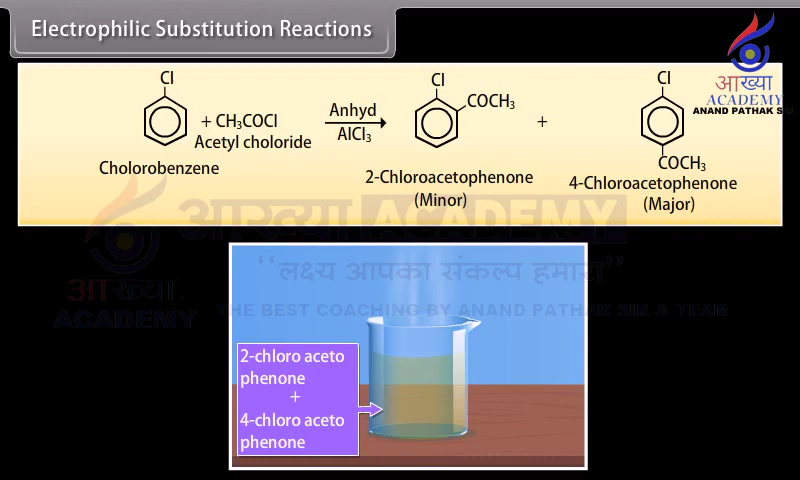 Electrophilic Substitution Reactions
आख्या
ACADEMY
ANAND PATHAK SIR
Cl
+ CH₃COCl
Acetyl choloride
Cholorobenzene
Anhyd
AlCl₃
Cl
COCH₃
2-Chloroacetophenone
(Minor)
+
Cl
COCH₃
4-Chloroacetophenone
(Major)
आख्या ACADEMY
"लक्ष्य आपका संकल्प हमारा"
आख्या
ACADEMY
THE BEST COACHING BY ANAND PATHAK SIR & TEAM
2-chloro aceto
phenone
+
4-chloro aceto
phenone